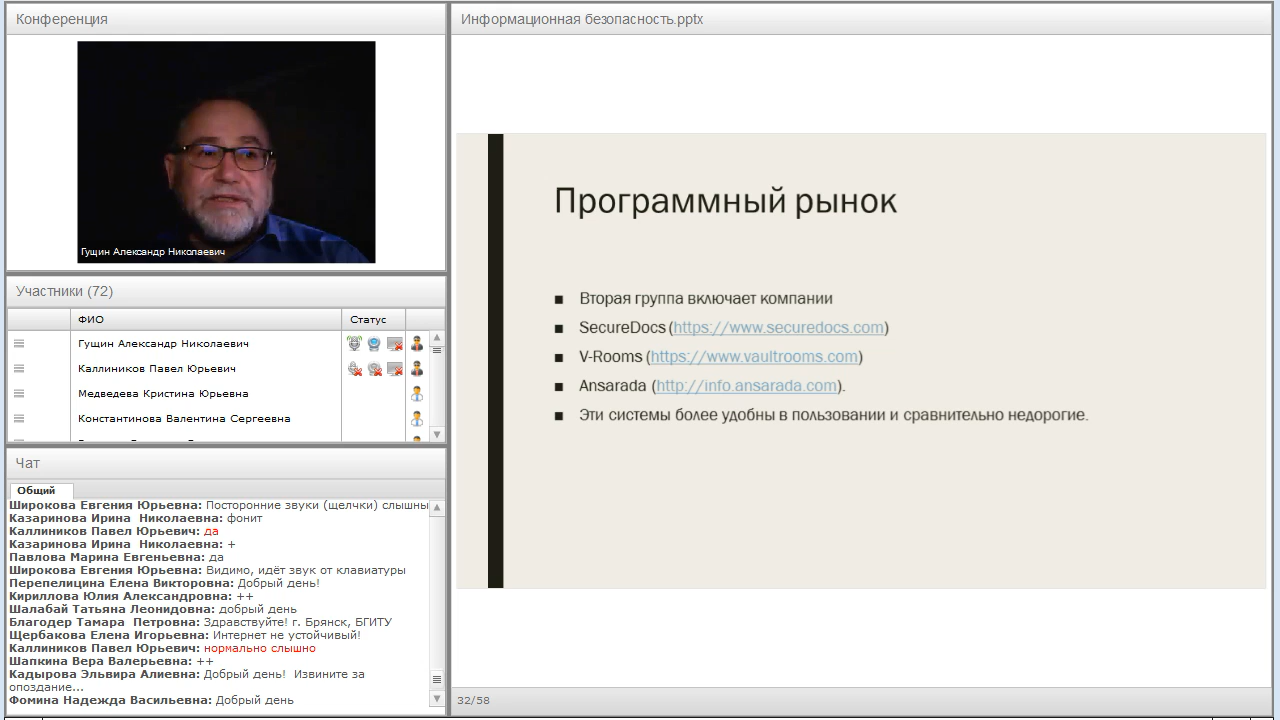 Конференция
Гущин Александр Николаевич
Участники (72)
ФИО
Статус
Гущин Александр Николаевич
Каллиников Павел Юрьевич
Медведева Кристина Юрьевна
Константинова Валентина Сергеевна
Чат
Общий
Широкова Евгения Юрьевна: Посторонние звуки (щелчки) слышны
Казаринова Ирина Николаевна: фонит
Каллиников Павел Юрьевич: да
Казаринова Ирина Николаевна: +
Павлова Марина Евгеньевна: да
Широкова Евгения Юрьевна: Видимо, идёт звук от клавиатуры
Перепелицина Елена Викторовна: Добрый день!
Кириллова Юлия Александровна: ++
Шалабай Татьяна Леонидовна: добрый день
Благодер Тамара Петровна: Здравствуйте! г. Брянск, БГИТУ
Щербакова Елена Игорьевна: Интернет не устойчивый!
Каллиников Павел Юрьевич: нормально слышно
Шапкина Вера Валерьевна: ++
Кадырова Эльвира Алиевна: Добрый день! Извините за
опоздание...
Фомина Надежда Васильевна: Добрый день
Информационная безопасность.pptx
Программный рынок
■ Вторая группа включает компании
■ SecureDocs (https://www.securedocs.com)
■ V-Rooms (https://www.vaultrooms.com)
■ Ansarada (http://info.ansarada.com).
■ Эти системы более удобны в пользовании и сравнительно недорогие.
32/58